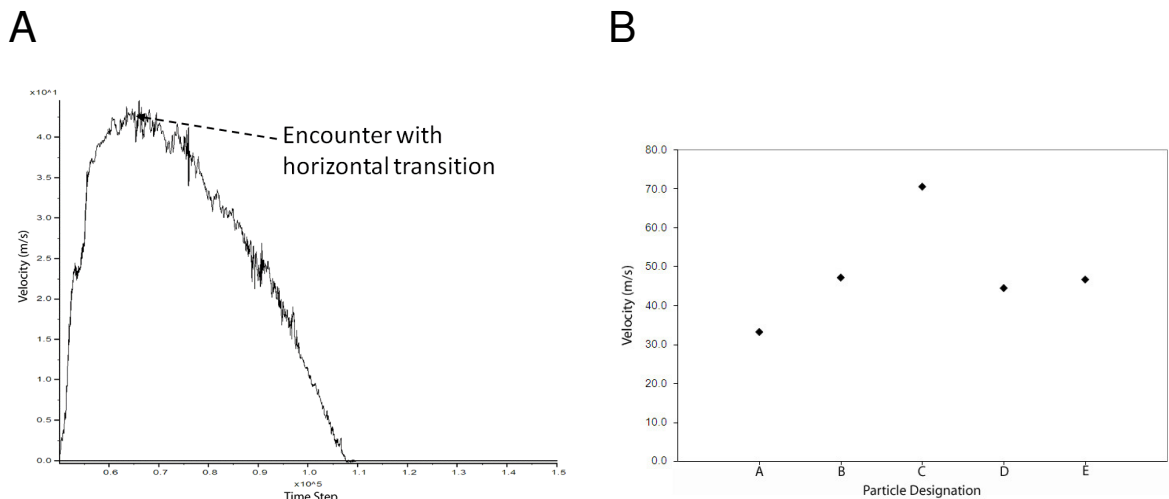 A
x10^1
4.0
3.5
3.0
2.5
2.0
1.5
1.0
0.5
0.0
Velocity (m/s)
0.6
0.7
0.8
0.9
1.0
1.1
1.2
1.3
1.4
1.5
x10^5
Time Step
Encounter with
horizontal transition
B
80.0
70.0
60.0
50.0
40.0
30.0
20.0
10.0
0.0
Velocity (m/s)
A
B
C
D
E
Particle Designation